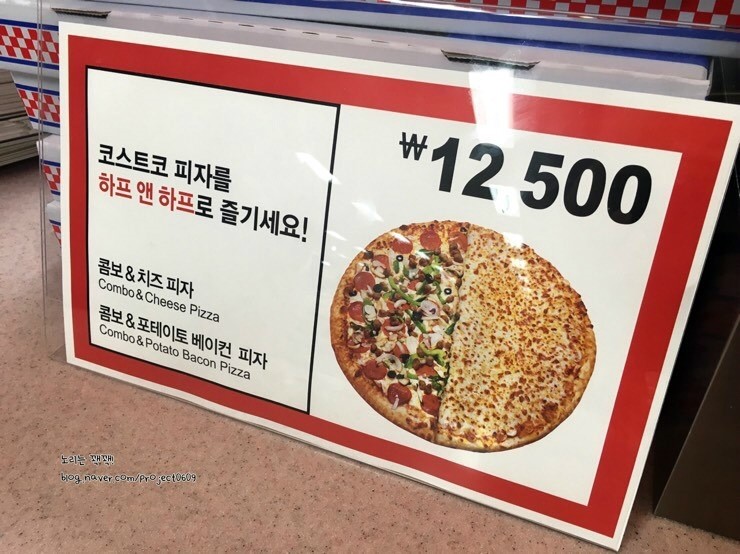 코스트코 피자를
하프 앤 하프로 즐기세요!
콤보 & 치즈 피자
Combo & Cheese Pizza
콤보 & 포테이토 베이컨 피자
Combo & Potato Bacon Pizza
₩12,500
노리는 꽥꽥!
blog.naver.com/project0609